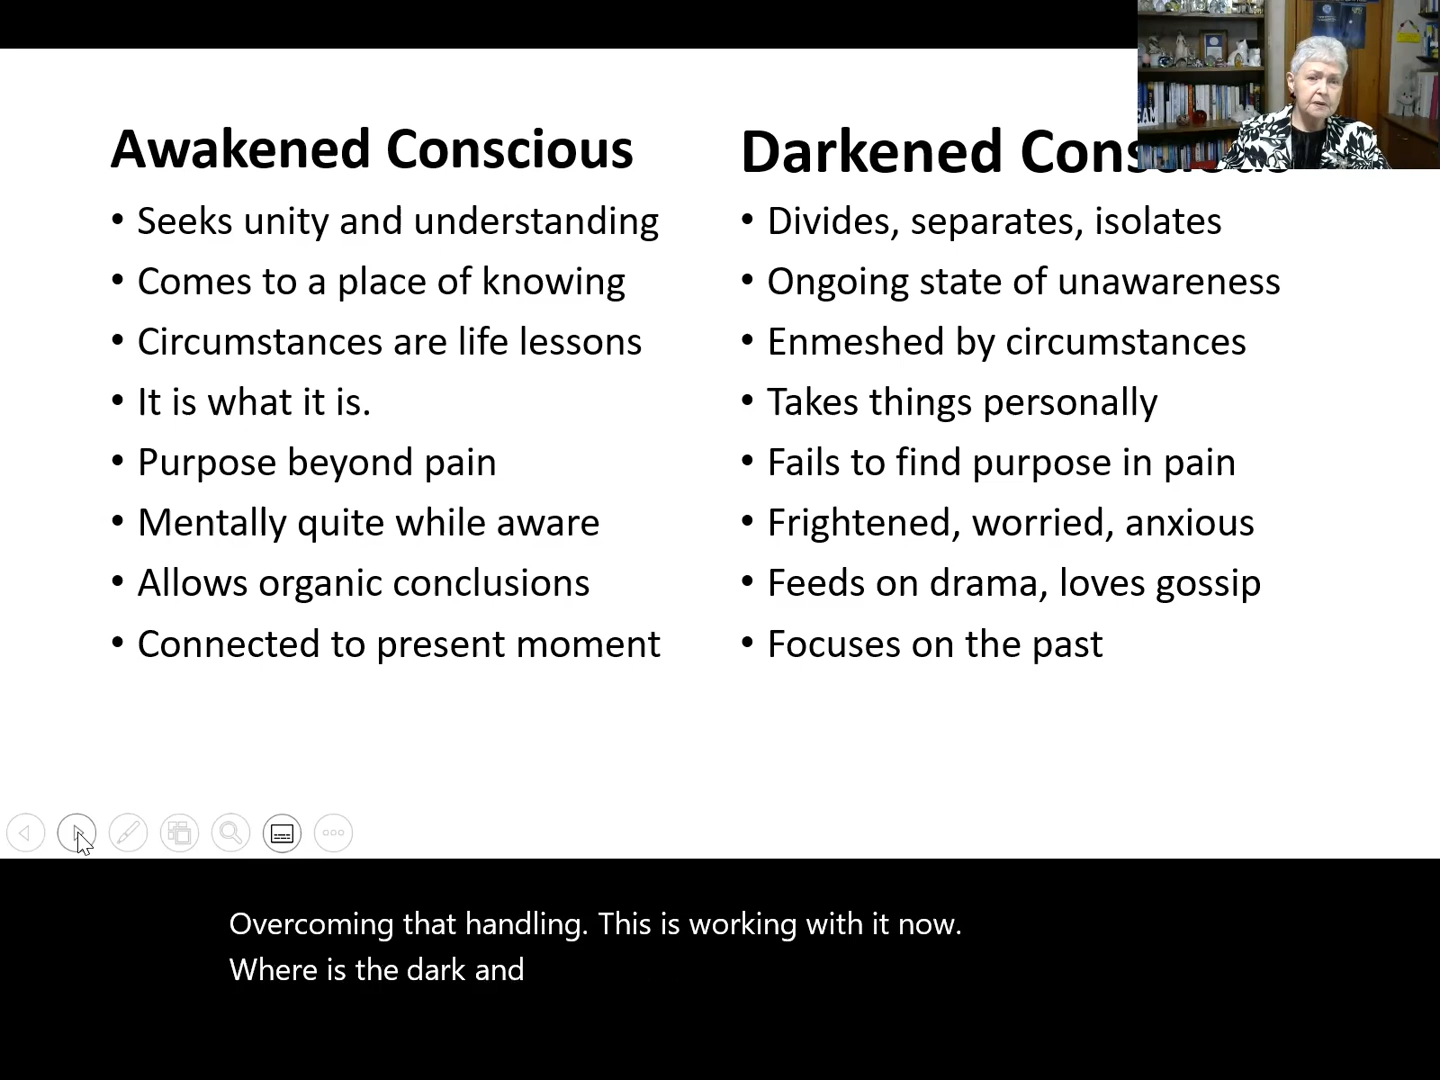 Awakened Conscious
• Seeks unity and understanding
• Comes to a place of knowing
• Circumstances are life lessons
• It is what it is.
• Purpose beyond pain
• Mentally quite while aware
• Allows organic conclusions
• Connected to present moment
Darkened
• Divides, separates, isolates
• Ongoing state of unawareness
• Enmeshed by circumstances
• Takes things personally
• Fails to find purpose in pain
• Frightened, worried, anxious
• Feeds on drama, loves gossip
• Focuses on the past
Overcoming that handling. This is working with it now.
Where is the dark and